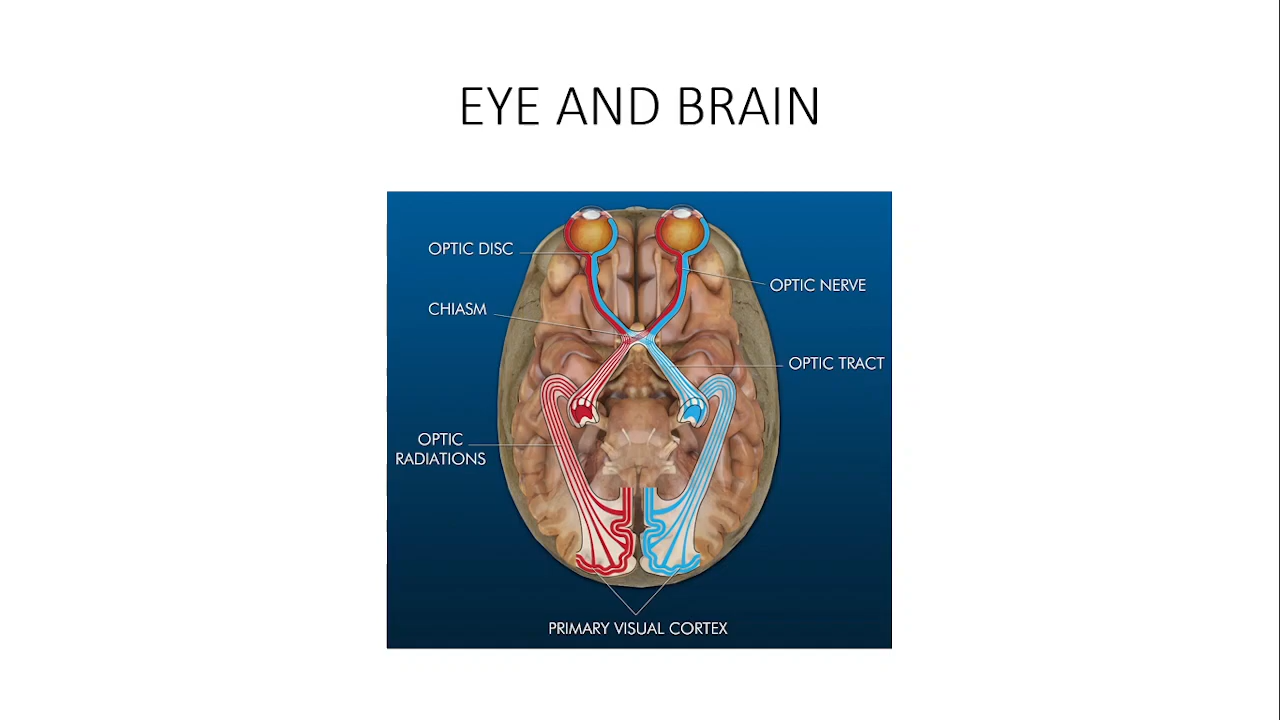 EYE AND BRAIN
OPTIC DISC
OPTIC NERVE
CHIASM
OPTIC TRACT
OPTIC
RADIATIONS
PRIMARY VISUAL CORTEX